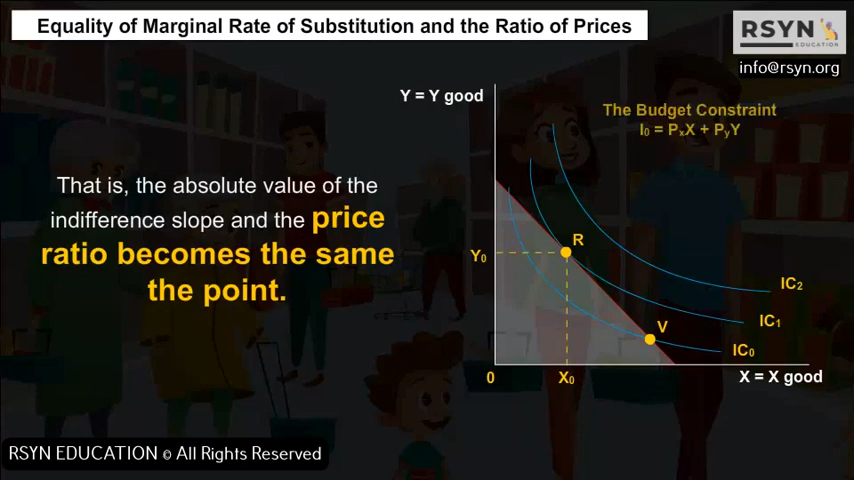 Equality of Marginal Rate of Substitution and the Ratio of Prices
RSYN
EDUCATION
info@rsyn.org
Y = Y good
The Budget Constraint
I₀ = PₓX + PᵧY
That is, the absolute value of the
indifference slope and the price
ratio becomes the same
the point.
R
Y₀
IC₂
IC₁
V
IC₀
0
X₀
X = X good
RSYN EDUCATION © All Rights Reserved